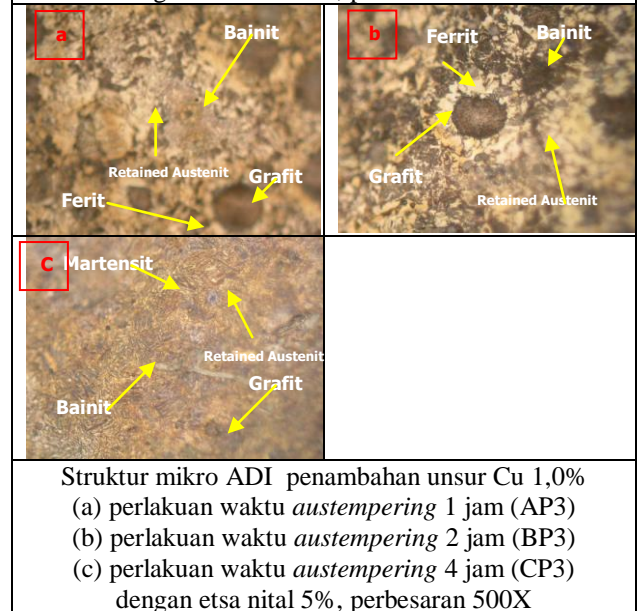 a
Bainit
Retained Austenit
Grafit
Ferit
b
Ferrit
Bainit
Grafit
Retained Austenit
C
Martensit
Retained Austenit
Bainit
Grafit
Struktur mikro ADI penambahan unsur Cu 1,0%
(a) perlakuan waktu austempering 1 jam (AP3)
(b) perlakuan waktu austempering 2 jam (BP3)
(c) perlakuan waktu austempering 4 jam (CP3)
dengan etsa nital 5%, perbesaran 500X